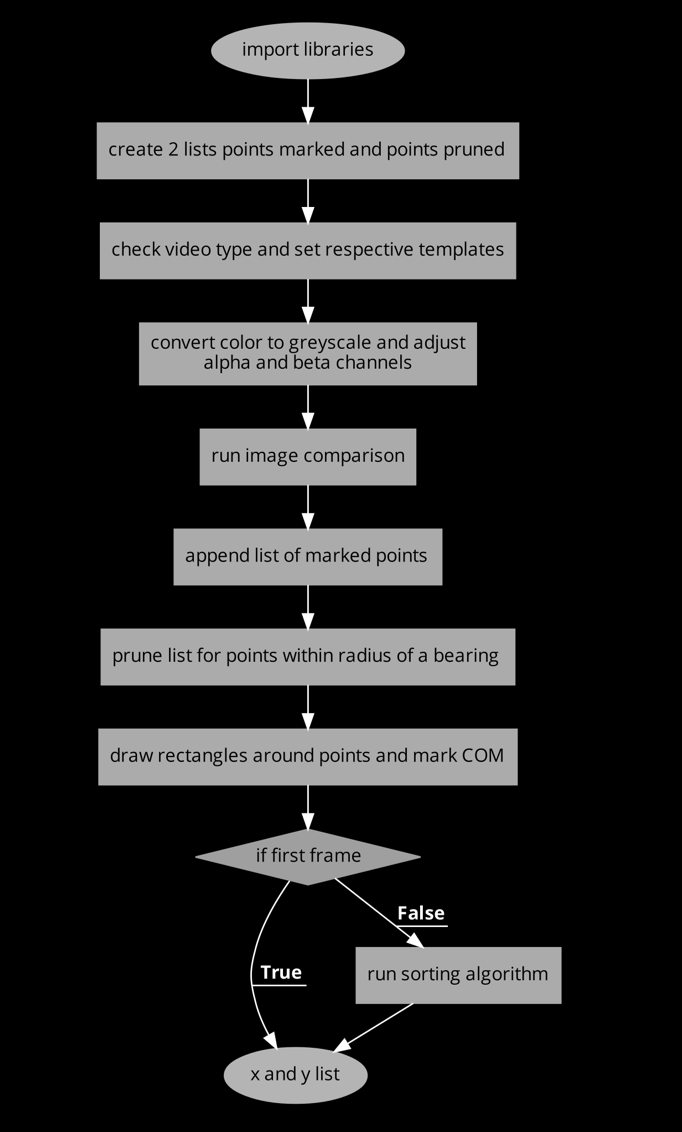 import libraries
create 2 lists points marked and points pruned
check video type and set respective templates
convert color to greyscale and adjust
alpha and beta channels
run image comparison
append list of marked points
prune list for points within radius of a bearing
draw rectangles around points and mark COM
if first frame
False
True
run sorting algorithm
x and y list